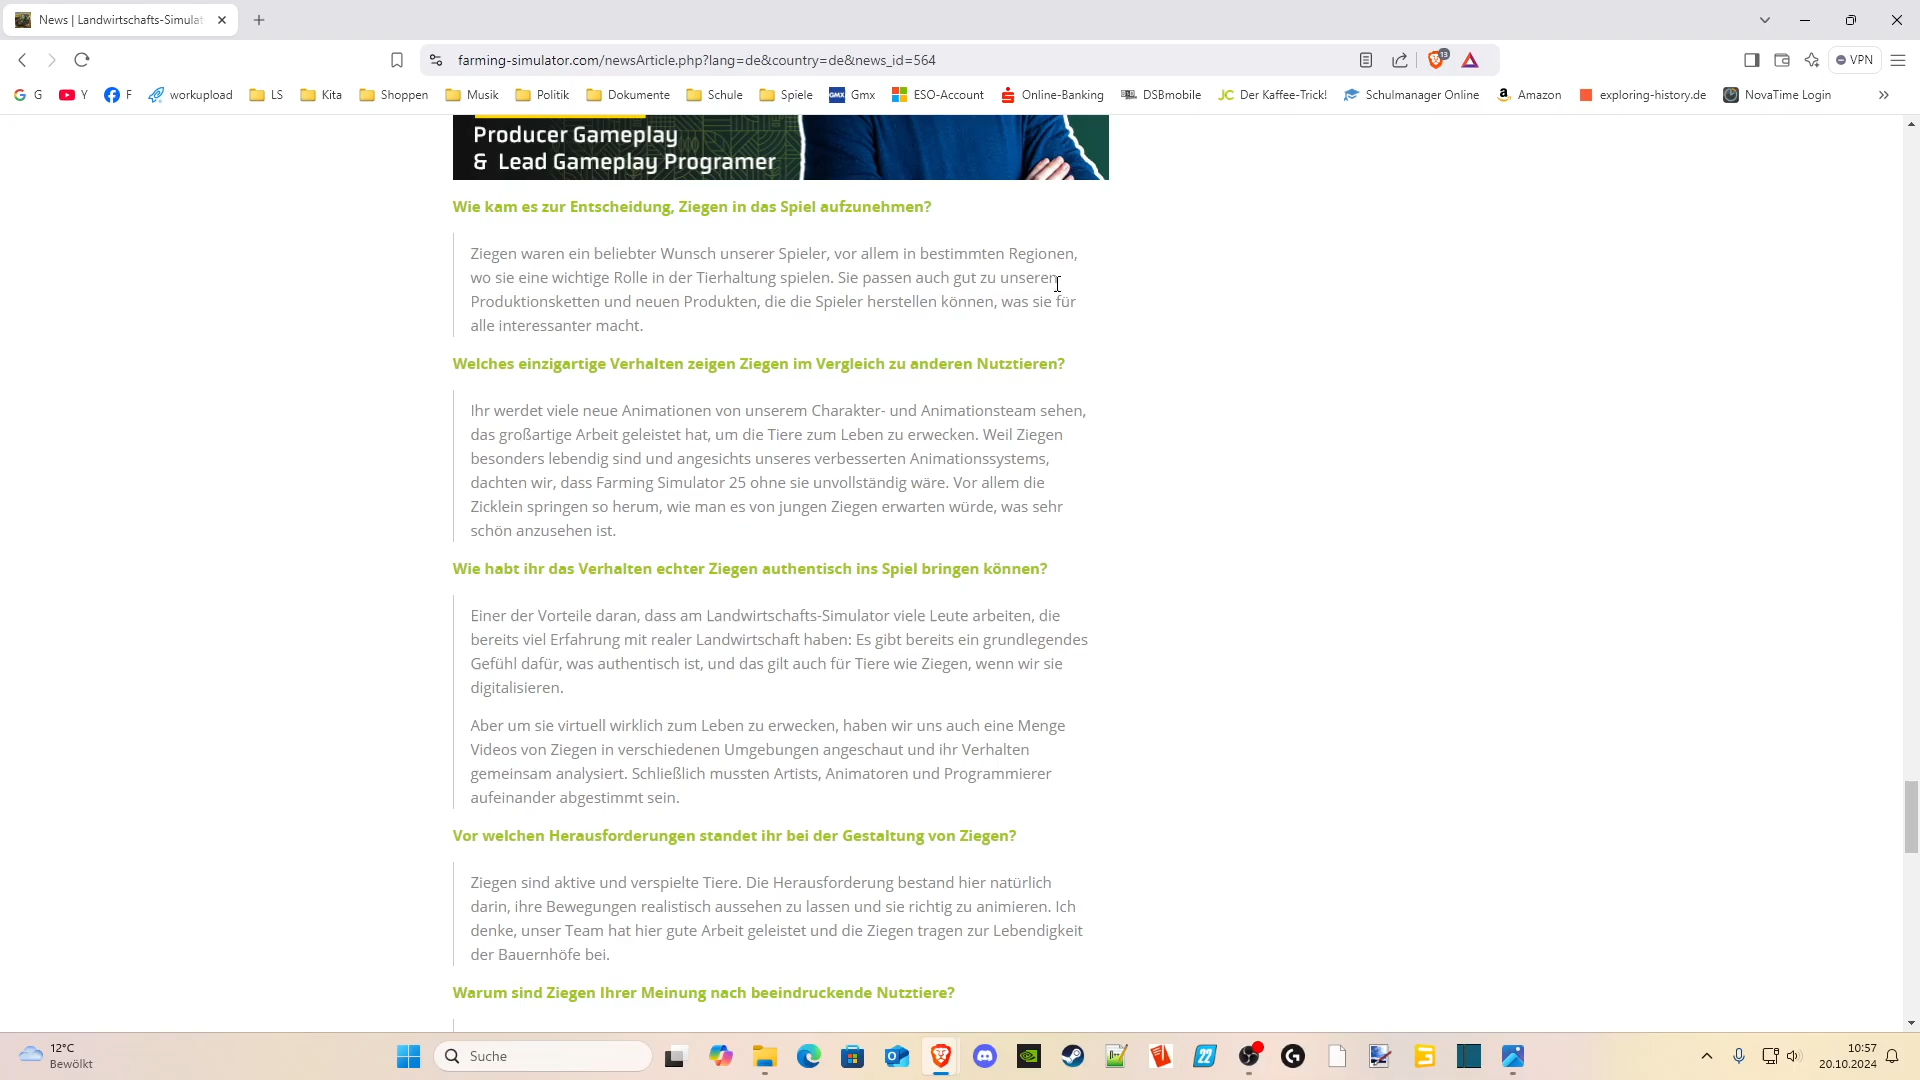 News | Landwirtschafts-Simulat
farming-simulator.com/newsArticle.php?lang=de&country=de&news_id=564
13
VPN
G
Y
F
workupload
LS
Kita
Shoppen
Musik
Politik
Dokumente
Schule
Spiele
GMX
Gmx
ESO-Account
Online-Banking
DSBmobile
JC
Der Kaffee-Trick!
Schulmanager Online
Amazon
exploring-history.de
NovaTime Login
Producer Gameplay
& Lead Gameplay Programer
Wie kam es zur Entscheidung, Ziegen in das Spiel aufzunehmen?
Ziegen waren ein beliebter Wunsch unserer Spieler, vor allem in bestimmten Regionen,
wo sie eine wichtige Rolle in der Tierhaltung spielen. Sie passen auch gut zu unseren
Produktionsketten und neuen Produkten, die die Spieler herstellen können, was sie für
alle interessanter macht.
Welches einzigartige Verhalten zeigen Ziegen im Vergleich zu anderen Nutztieren?
Ihr werdet viele neue Animationen von unserem Charakter- und Animationsteam sehen,
das großartige Arbeit geleistet hat, um die Tiere zum Leben zu erwecken. Weil Ziegen
besonders lebendig sind und angesichts unseres verbesserten Animationssystems,
dachten wir, dass Farming Simulator 25 ohne sie unvollständig wäre. Vor allem die
Zicklein springen so herum, wie man es von jungen Ziegen erwarten würde, was sehr
schön anzusehen ist.
Wie habt ihr das Verhalten echter Ziegen authentisch ins Spiel bringen können?
Einer der Vorteile daran, dass am Landwirtschafts-Simulator viele Leute arbeiten, die
bereits viel Erfahrung mit realer Landwirtschaft haben: Es gibt bereits ein grundlegendes
Gefühl dafür, was authentisch ist, und das gilt auch für Tiere wie Ziegen, wenn wir sie
digitalisieren.
Aber um sie virtuell wirklich zum Leben zu erwecken, haben wir uns auch eine Menge
Videos von Ziegen in verschiedenen Umgebungen angeschaut und ihr Verhalten
gemeinsam analysiert. Schließlich mussten Artists, Animatoren und Programmierer
aufeinander abgestimmt sein.
Vor welchen Herausforderungen standet ihr bei der Gestaltung von Ziegen?
Ziegen sind aktive und verspielte Tiere. Die Herausforderung bestand hier natürlich
darin, ihre Bewegungen realistisch aussehen zu lassen und sie richtig zu animieren. Ich
denke, unser Team hat hier gute Arbeit geleistet und die Ziegen tragen zur Lebendigkeit
der Bauernhöfe bei.
Warum sind Ziegen Ihrer Meinung nach beeindruckende Nutztiere?
12°C
Bewölkt
Suche
22
10:57
20.10.2024